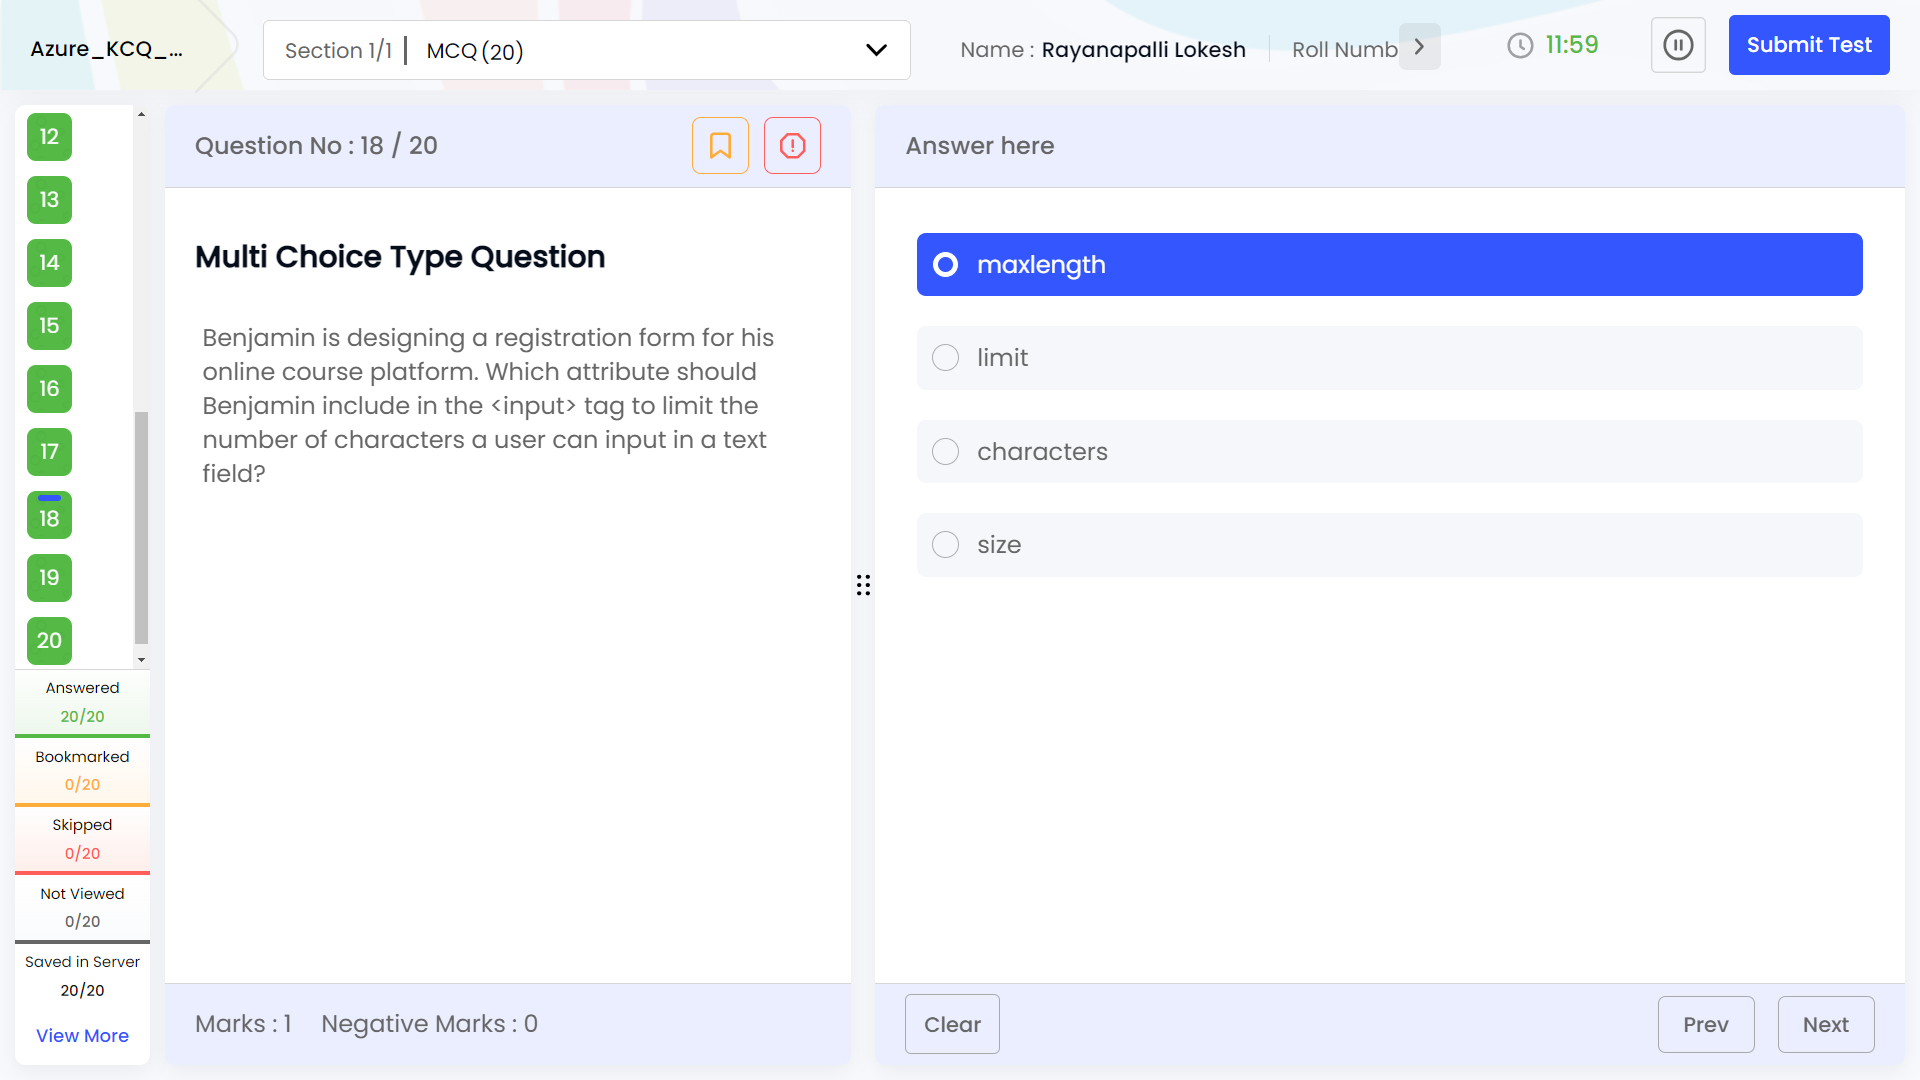 Azure_KCQ_...
Section 1/1 | MCQ (20)
Name : Rayanapalli Lokesh
Roll Numb
11:59
Submit Test
12
13
14
15
16
17
18
19
20
Answered
20/20
Bookmarked
0/20
Skipped
0/20
Not Viewed
0/20
Saved in Server
20/20
View More
Question No : 18 / 20
Multi Choice Type Question
Benjamin is designing a registration form for his
online course platform. Which attribute should
Benjamin include in the <input> tag to limit the
number of characters a user can input in a text
field?
Marks : 1 Negative Marks : 0
Answer here
maxlength
limit
characters
size
Clear
Prev
Next